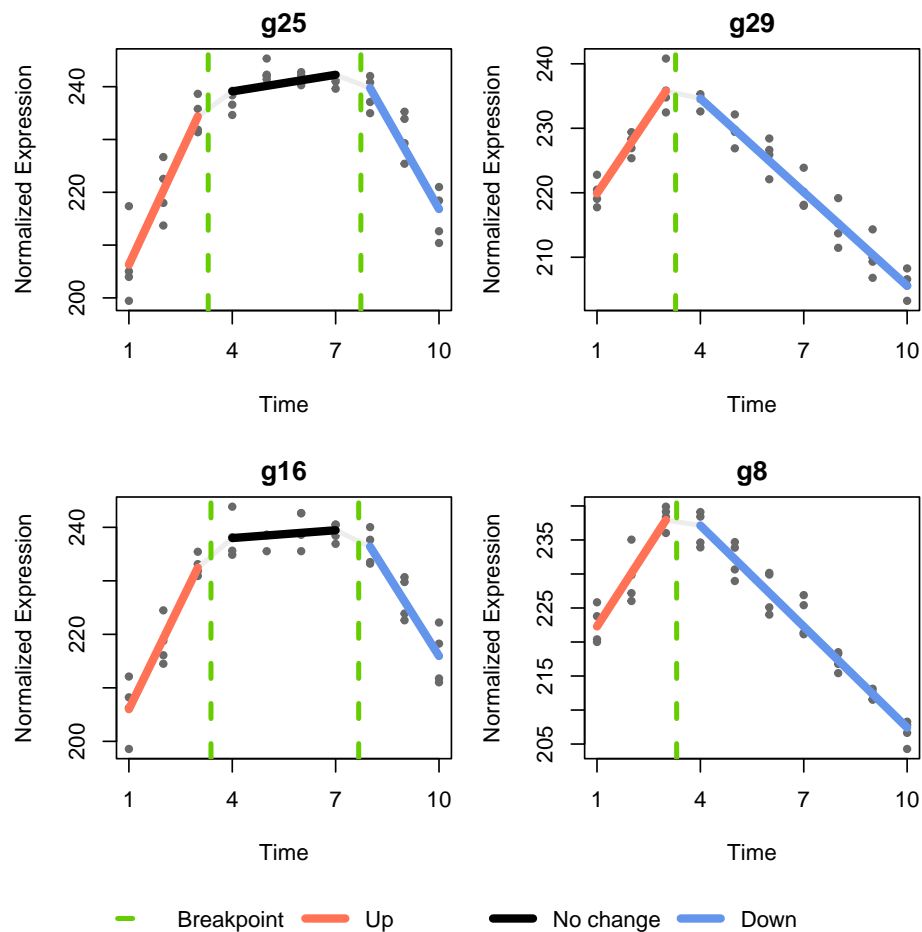 g25
g29
Normalized Expression
200
220
240
1
4
7
10
Time
Normalized Expression
210
220
230
240
1
4
7
10
Time
g16
g8
Normalized Expression
200
220
240
1
4
7
10
Time
Normalized Expression
205
215
225
235
1
4
7
10
Time
Breakpoint
Up
No change
Down